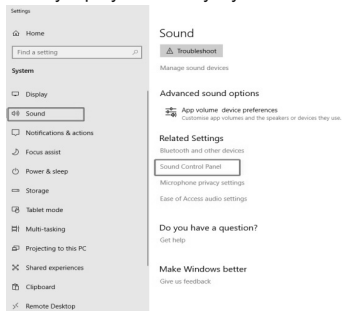 Settings
Home
Find a setting
System
Display
Sound
Notifications & actions
Focus assist
Power & sleep
Storage
Tablet mode
Multi-tasking
Projecting to this PC
Shared experiences
Clipboard
Remote Desktop
Sound
Troubleshoot
Manage sound devices
Advanced sound options
App volume device preferences
Customise app volumes and the speakers or devices they use.
Related Settings
Bluetooth and other devices
Sound Control Panel
Microphone privacy settings
Ease of Access audio settings
Do you have a question?
Get help
Make Windows better
Give us feedback